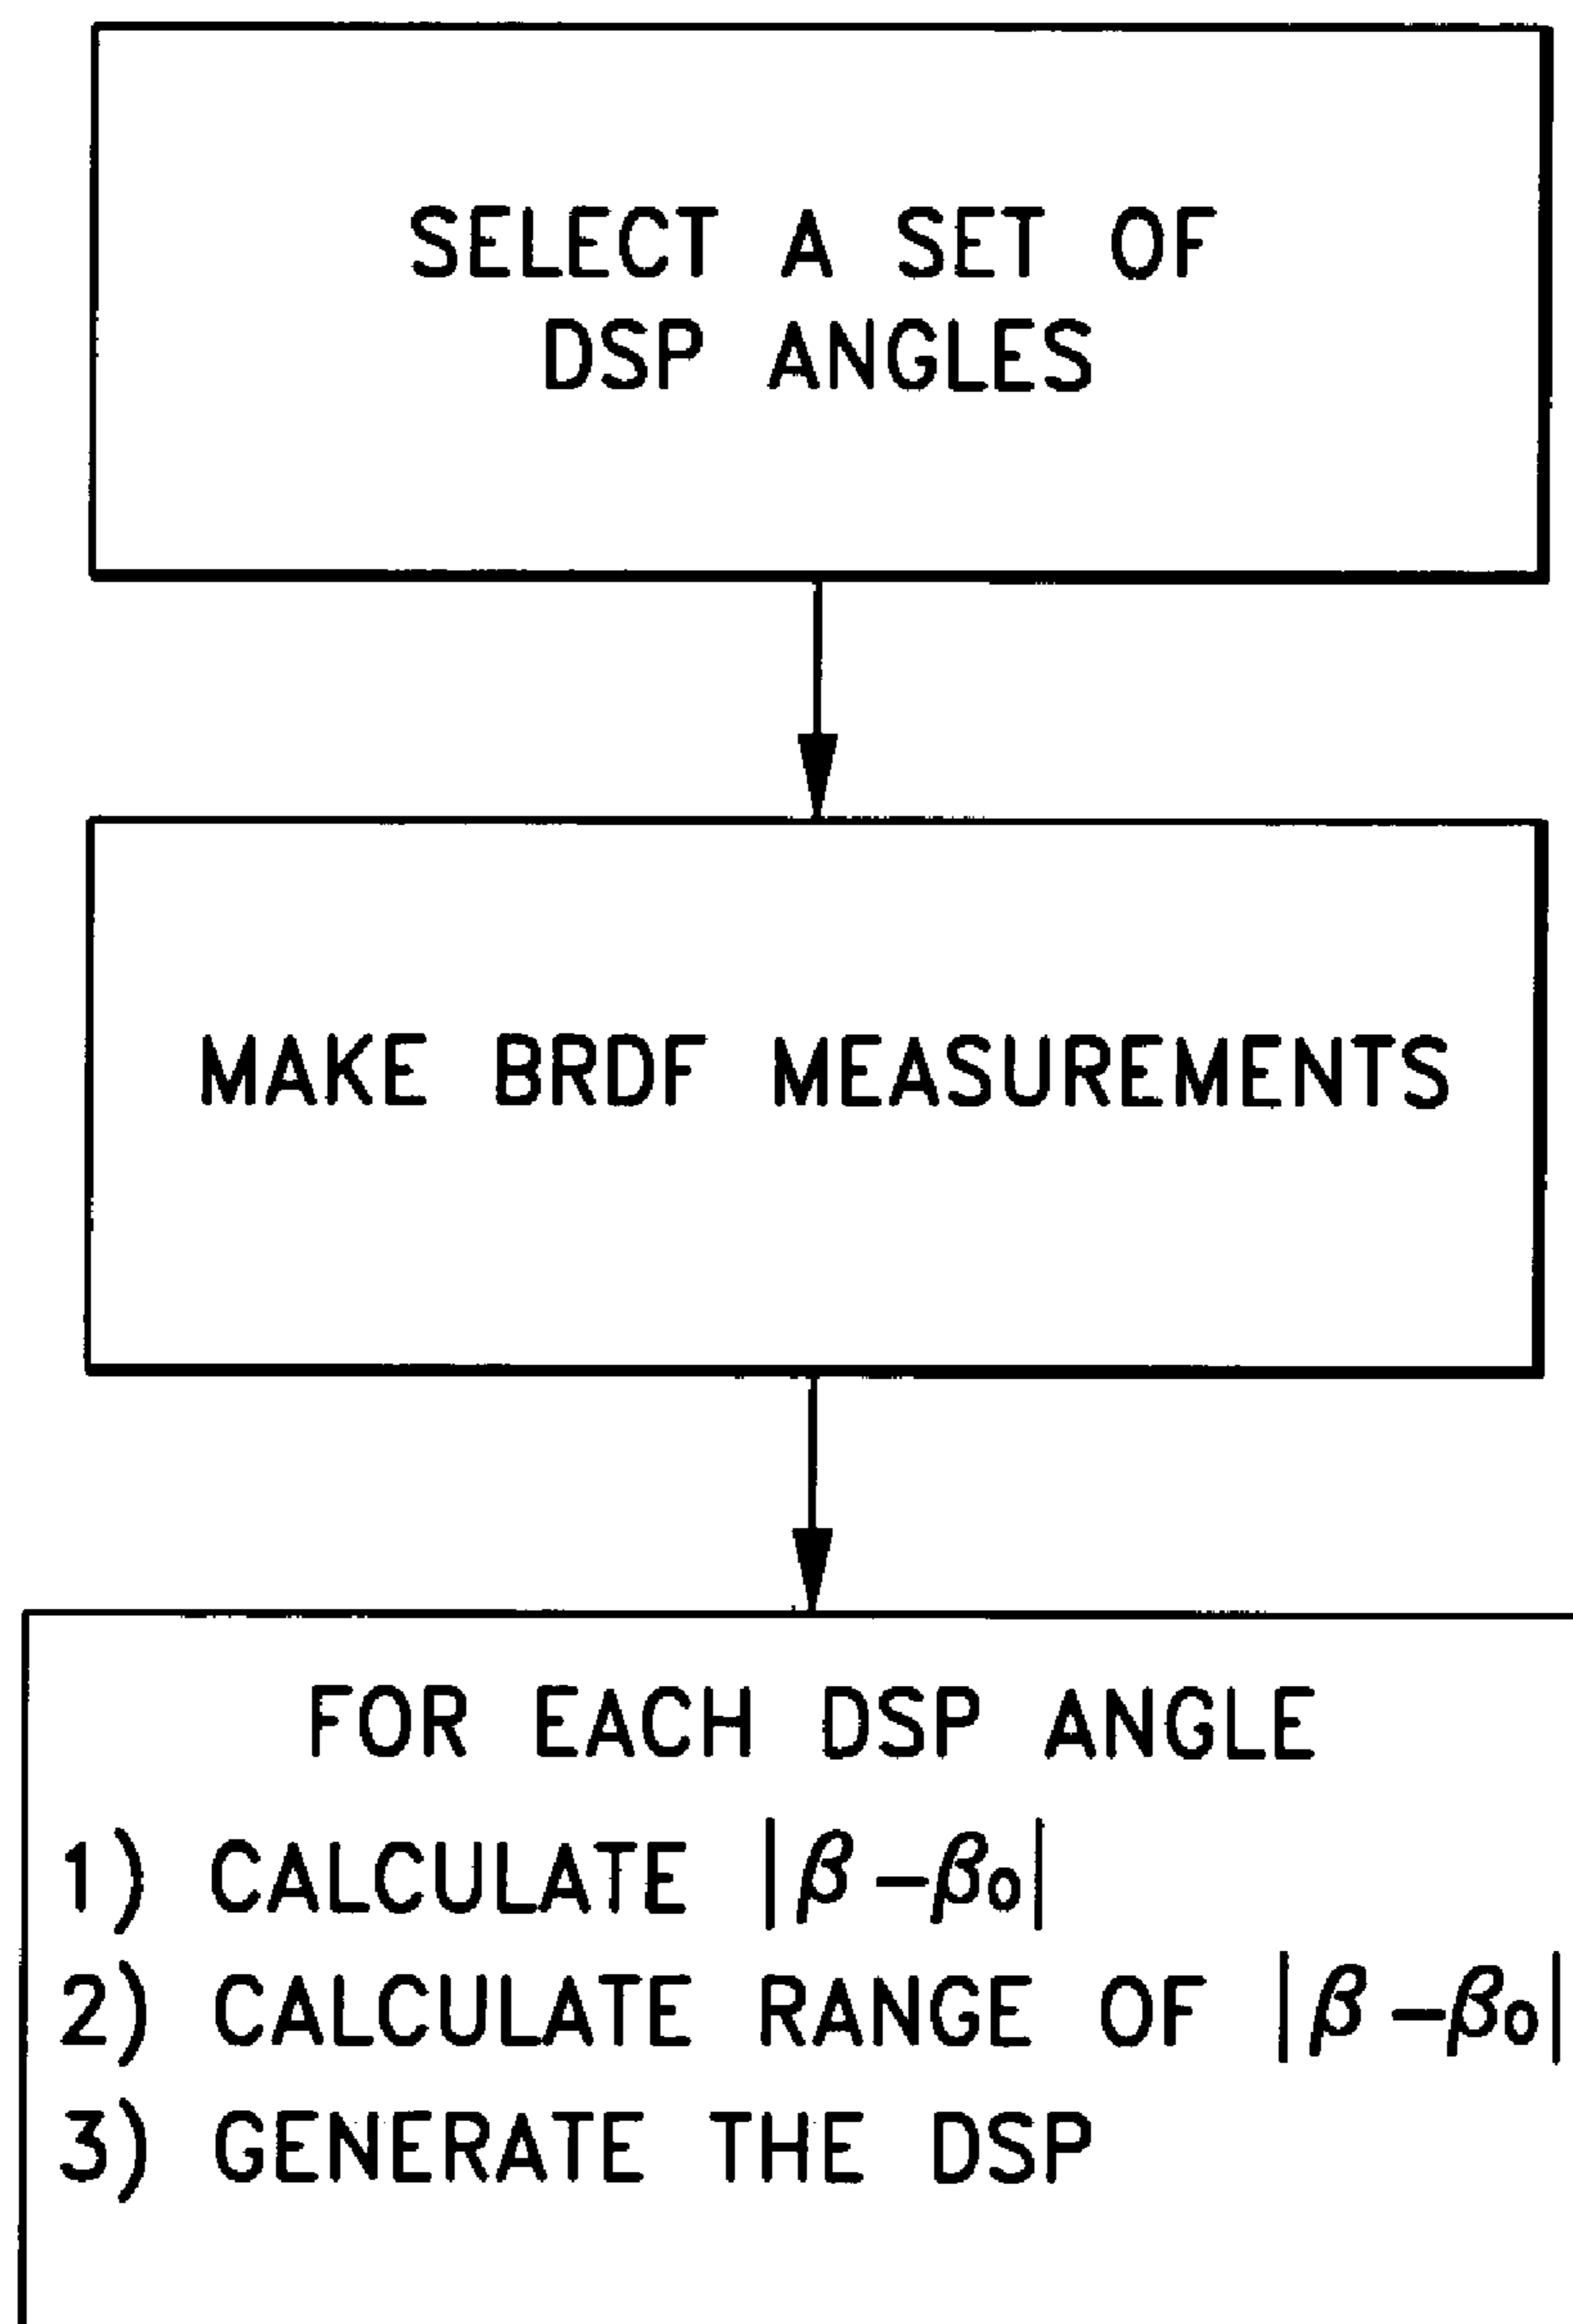 SELECT A SET OF
DSP ANGLES
MAKE BRDF MEASUREMENTS
FOR EACH DSP ANGLE
1) CALCULATE |β-β₀|
2) CALCULATE RANGE OF |β-β₀|
3) GENERATE THE DSP